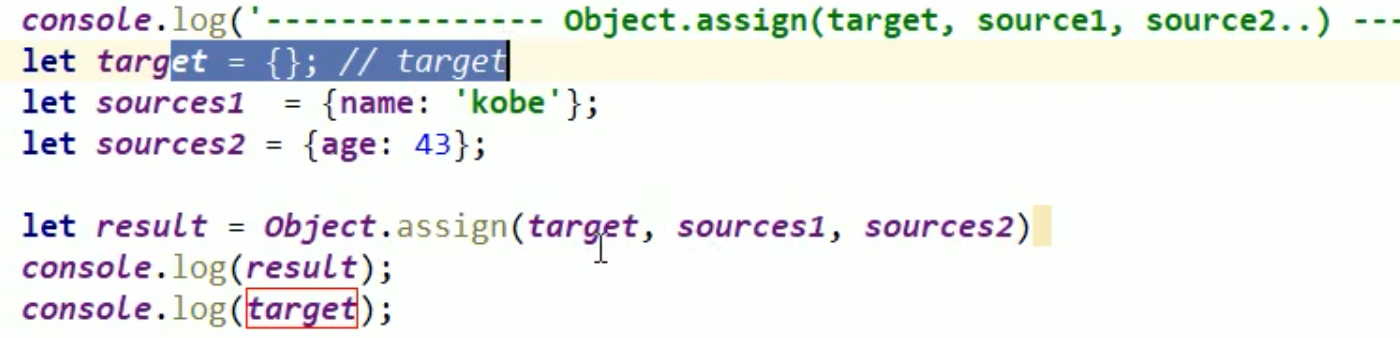 console.log('--------------- Object.assign(target, source1, source2..) ---
let target = {}; // target
let sources1  = {name: 'kobe'};
let sources2 = {age: 43};
let result = Object.assign(target, sources1, sources2)
console.log(result);
console.log(target);